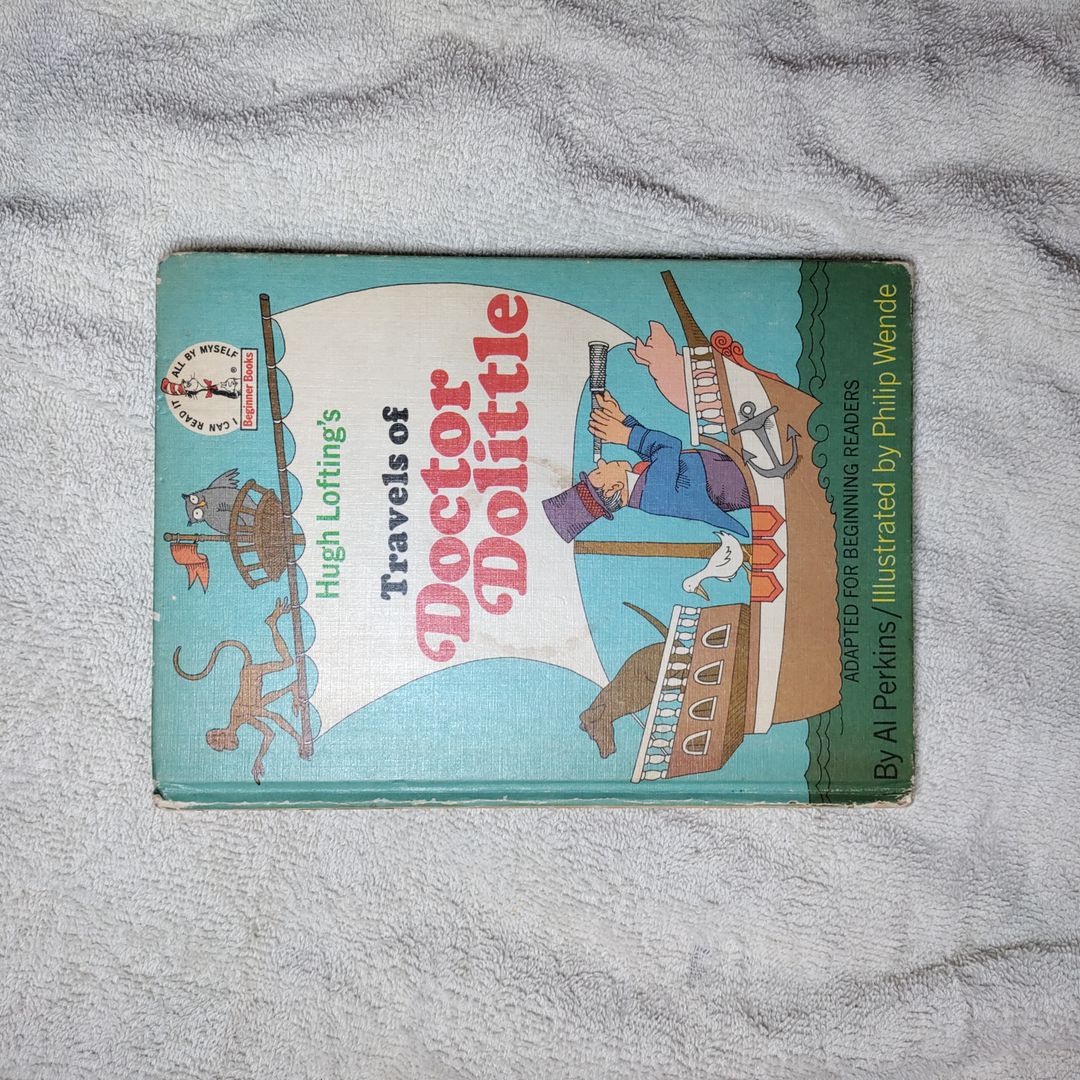 I CAN READ IT ALL BY MYSELF
®
Beginner Books
Hugh Lofting's
Travels of
Doctor
Dolittle
ADAPTED FOR BEGINNING READERS
By Al Perkins/Illustrated by Philip Wende